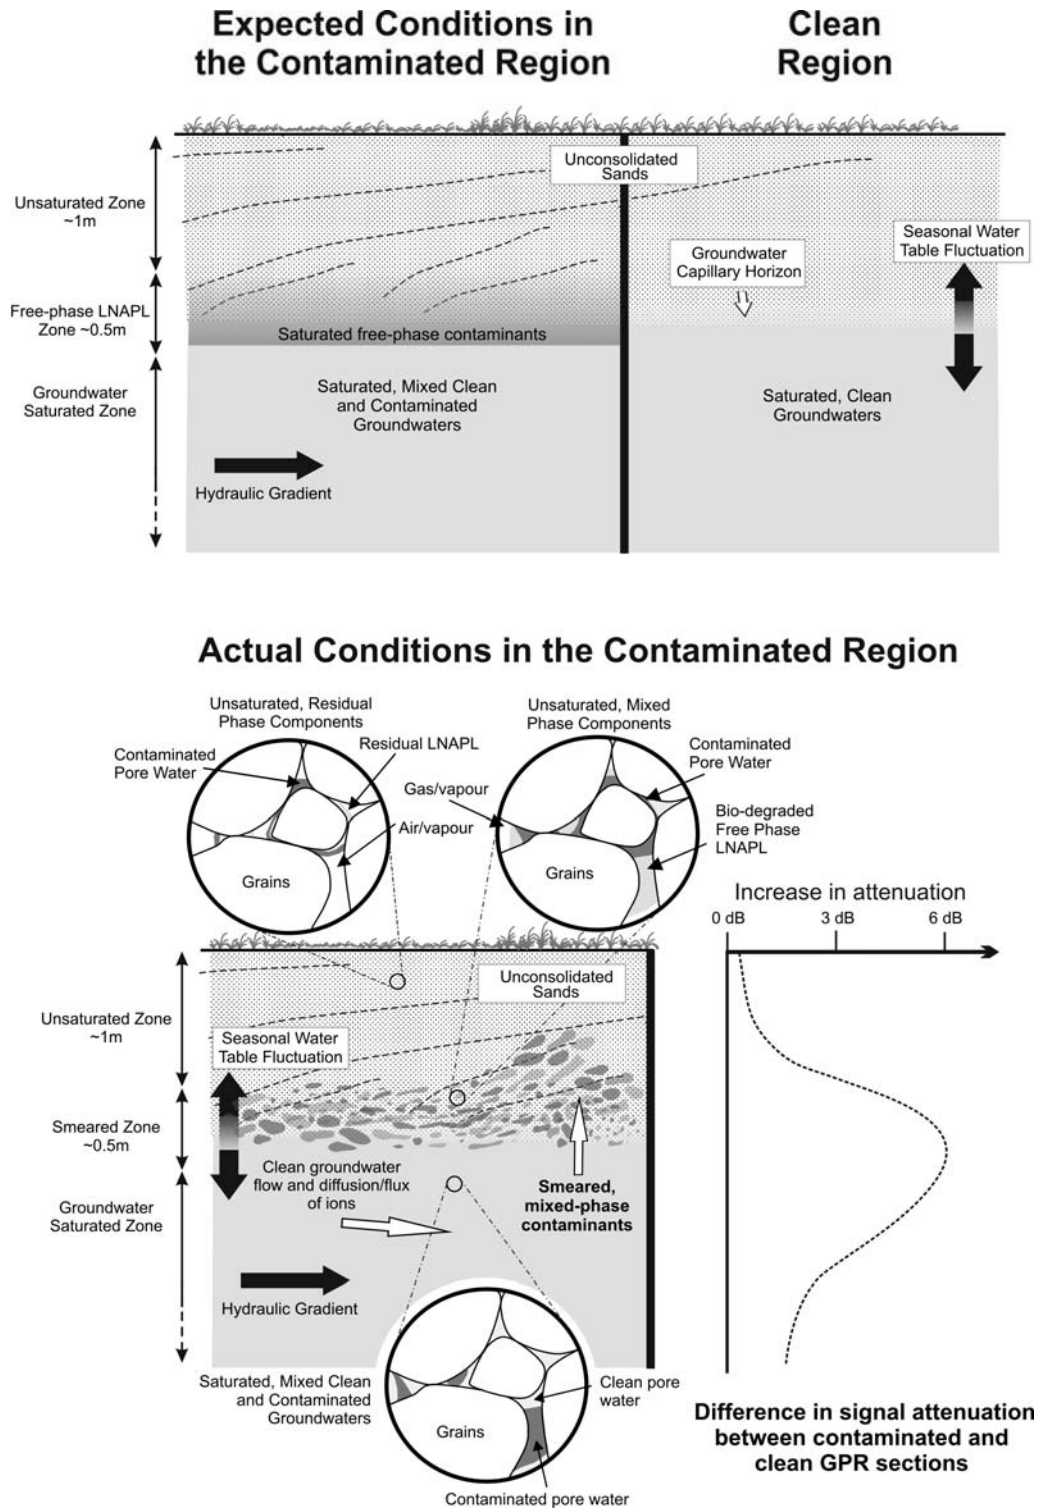 Expected Conditions in
the Contaminated Region
Clean
Region
Unconsolidated
Sands
Unsaturated Zone
~1m
Seasonal Water
Table Fluctuation
Groundwater
Capillary Horizon
Free-phase LNAPL
Zone ~0.5m
Saturated free-phase contaminants
Groundwater
Saturated Zone
Saturated, Mixed Clean
and Contaminated
Groundwaters
Saturated, Clean
Groundwaters
Hydraulic Gradient
Actual Conditions in the Contaminated Region
Unsaturated, Residual
Phase Components
Unsaturated, Mixed
Phase Components
Contaminated
Pore Water
Residual LNAPL
Contaminated
Pore Water
Gas/vapour
Air/vapour
Bio-degraded
Free Phase
LNAPL
Grains
Grains
Increase in attenuation
0 dB
3 dB
6 dB
Unconsolidated
Sands
Unsaturated Zone
~1m
Seasonal Water
Table Fluctuation
Smeared Zone
~0.5m
Clean groundwater
flow and diffusion/flux
of ions
Smeared,
mixed-phase
contaminants
Groundwater
Saturated Zone
Hydraulic Gradient
Saturated, Mixed Clean
and Contaminated
Groundwaters
Clean pore
water
Grains
Contaminated pore water
Difference in signal attenuation
between contaminated and
clean GPR sections